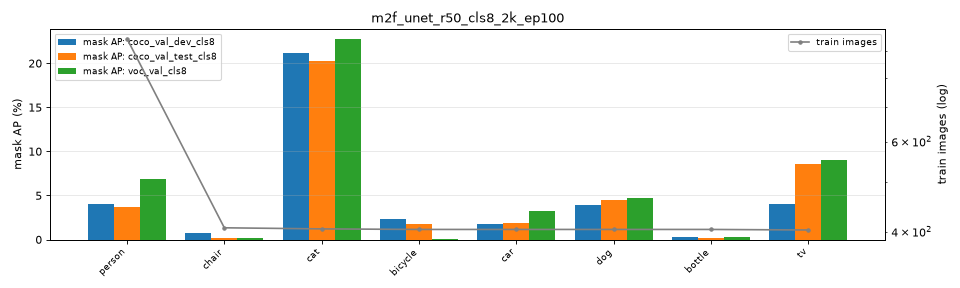 m2f_unet_r50_cls8_2k_ep100
mask AP: coco_val_dev_cls8
mask AP: coco_val_test_cls8
mask AP: voc_val_cls8
train images
mask AP (%)
20
15
10
5
0
6 × 10²
4 × 10²
train images (log)
person
chair
cat
bicycle
car
dog
bottle
tv